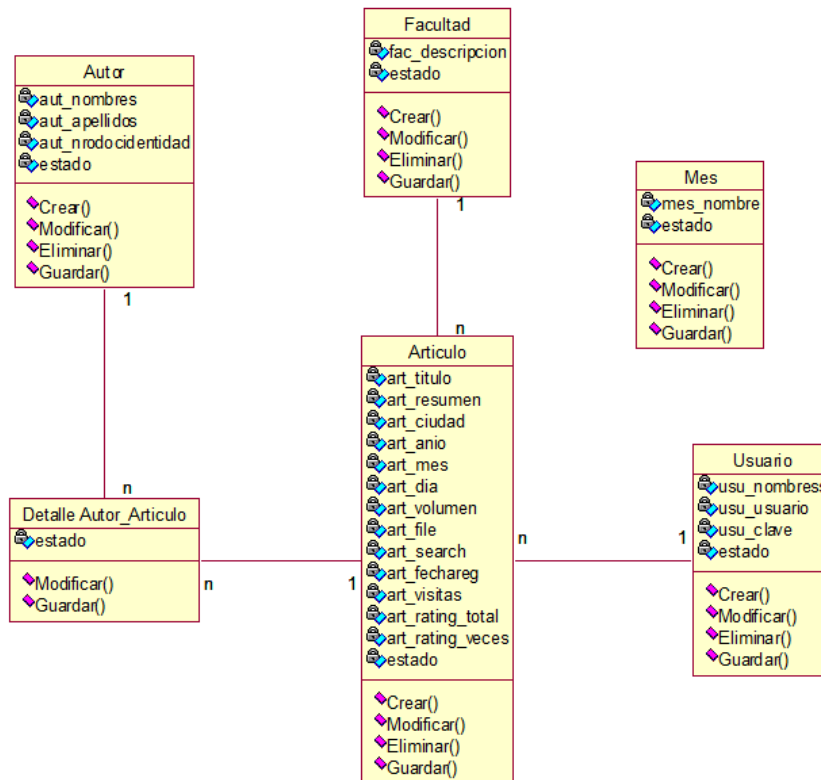 Facultad
fac_descripcion
estado
Crear()
Modificar()
Eliminar()
Guardar()
1
Autor
aut_nombres
aut_apellidos
aut_nrodocidentidad
estado
Crear()
Modificar()
Eliminar()
Guardar()
1
Mes
mes_nombre
estado
Crear()
Modificar()
Eliminar()
Guardar()
n
Articulo
art_titulo
art_resumen
art_ciudad
art_anio
art_mes
art_dia
art_volumen
art_file
art_search
art_fechareg
art_visitas
art_rating_total
art_rating_veces
estado
Crear()
Modificar()
Eliminar()
Guardar()
n
Detalle Autor_Articulo
estado
Modificar()
Guardar()
n
1
n
1
Usuario
usu_nombress
usu_usuario
usu_clave
estado
Crear()
Modificar()
Eliminar()
Guardar()